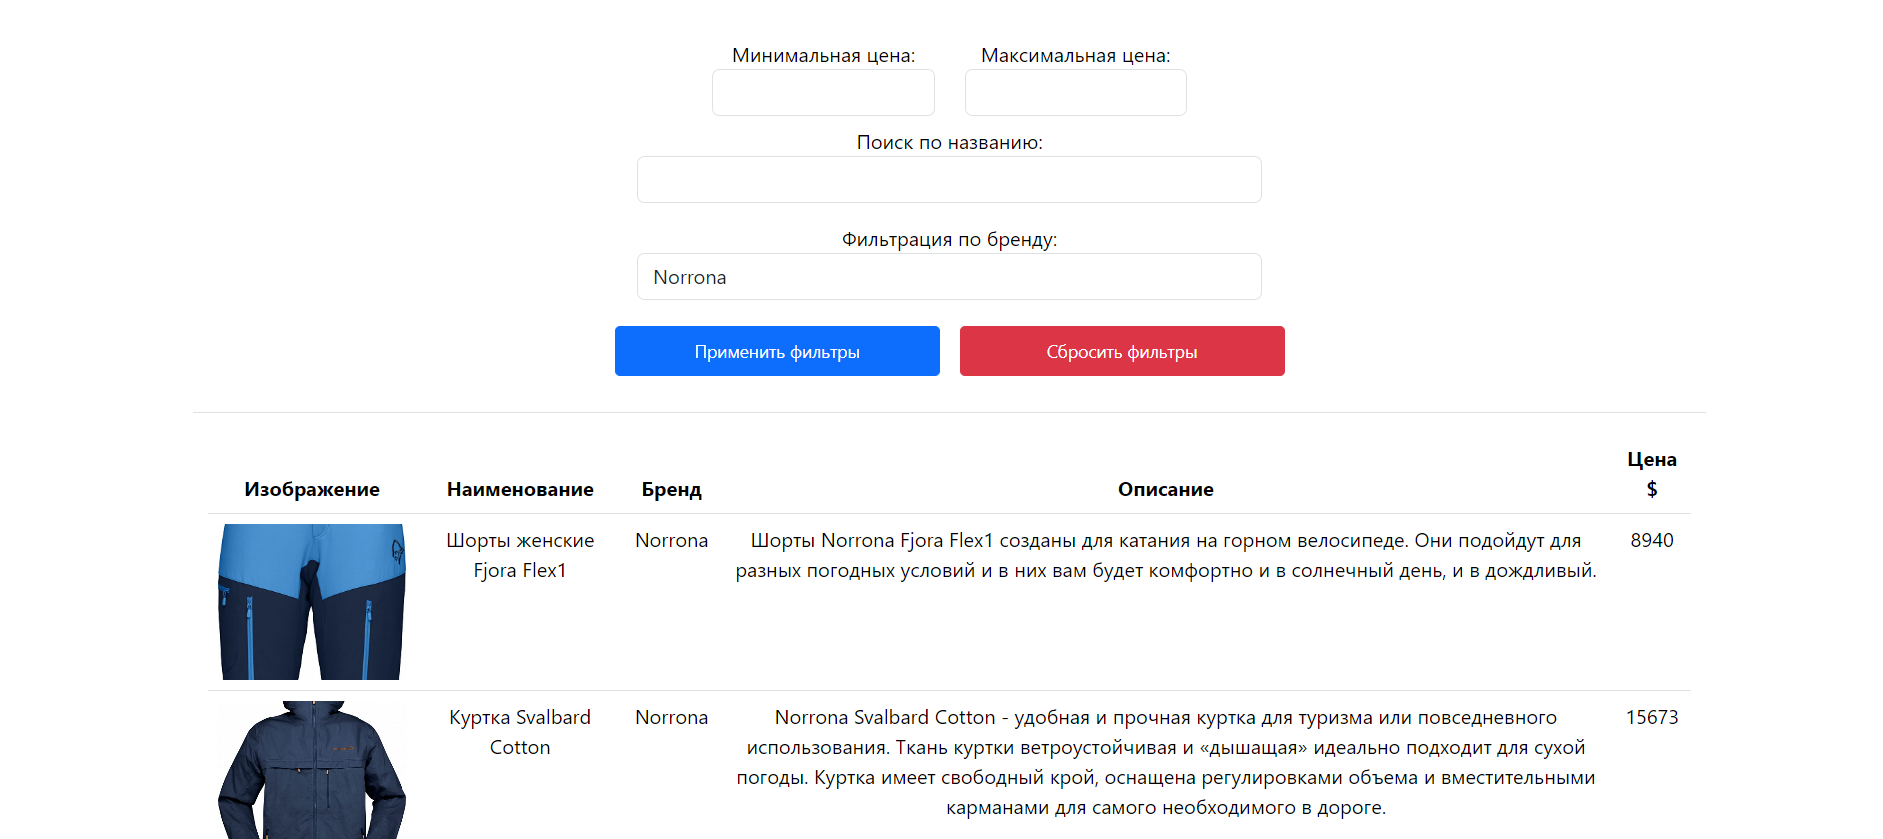 Минимальная цена:
Максимальная цена:
Поиск по названию:
Фильтрация по бренду:
Norrona
Применить фильтры
Сбросить фильтры
Изображение
Наименование
Бренд
Описание
Цена
$
Шорты женские
Fjora Flex1
Norrona
Шорты Norrona Fjora Flex1 созданы для катания на горном велосипеде. Они подойдут для
разных погодных условий и в них вам будет комфортно и в солнечный день, и в дождливый.
8940
Куртка Svalbard
Cotton
Norrona
Norrona Svalbard Cotton - удобная и прочная куртка для туризма или повседневного
использования. Ткань куртки ветроустойчивая и «дышащая» идеально подходит для сухой
погоды. Куртка имеет свободный крой, оснащена регулировками объема и вместительными
карманами для самого необходимого в дороге.
15673